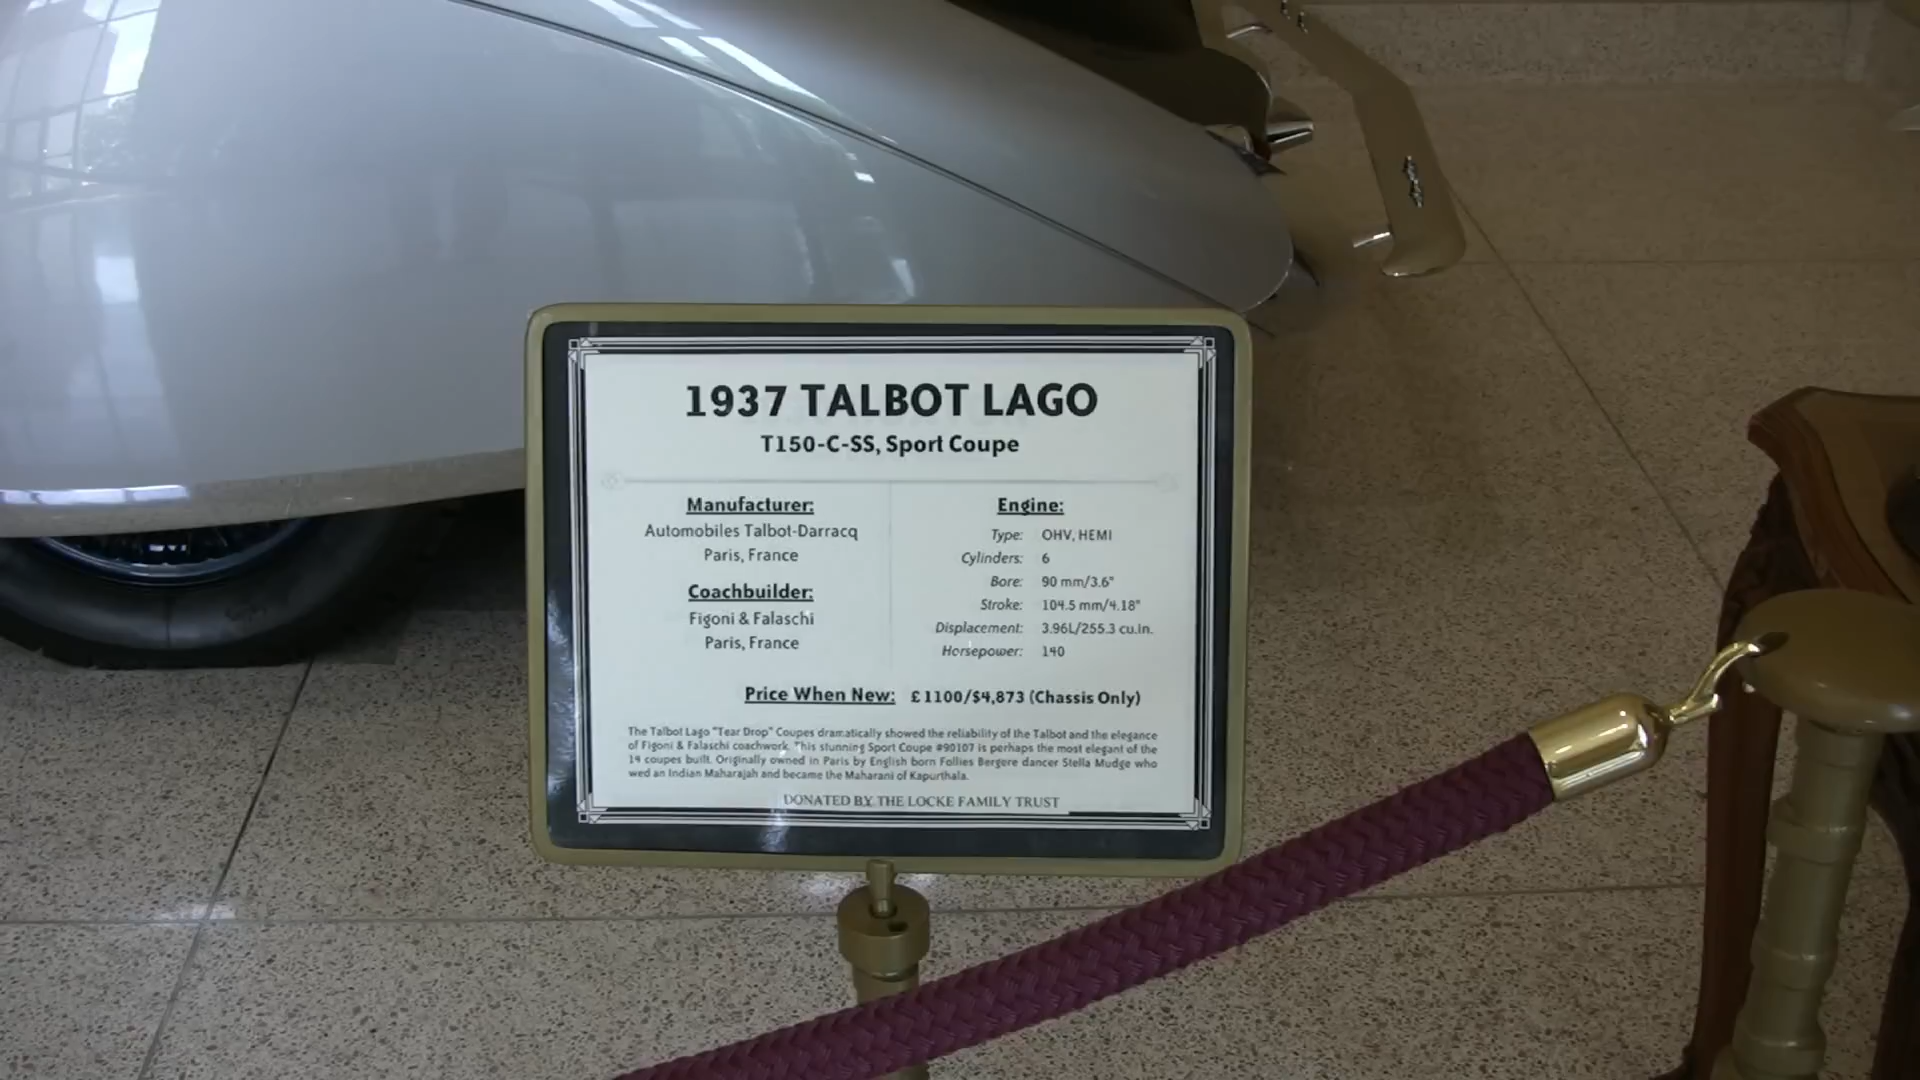 1937 TALBOT LAGO
T150-C-SS, Sport Coupe
Manufacturer:
Automobiles Talbot-Darracq
Paris, France
Coachbuilder:
Figoni & Falaschi
Paris, France
Engine:
Type: OHV, HEMI
Cylinders: 6
Bore: 90 mm/3.6"
Stroke: 104.5 mm/4.18"
Displacement: 3.96L/255.3 cu.in.
Horsepower: 140
Price When New: £1100/$4,873 (Chassis Only)
The Talbot Lago "Tear Drop" Coupes dramatically showed the reliability of the Talbot and the elegance
of Figoni & Falaschi coachwork. This stunning Sport Coupe #90107 is perhaps the most elegant of the
14 coupes built. Originally owned in Paris by English born Follies Bergere dancer Stella Mudge who
wed an Indian Maharajah and became the Maharani of Kapurthala.
DONATED BY THE LOCKE FAMILY TRUST